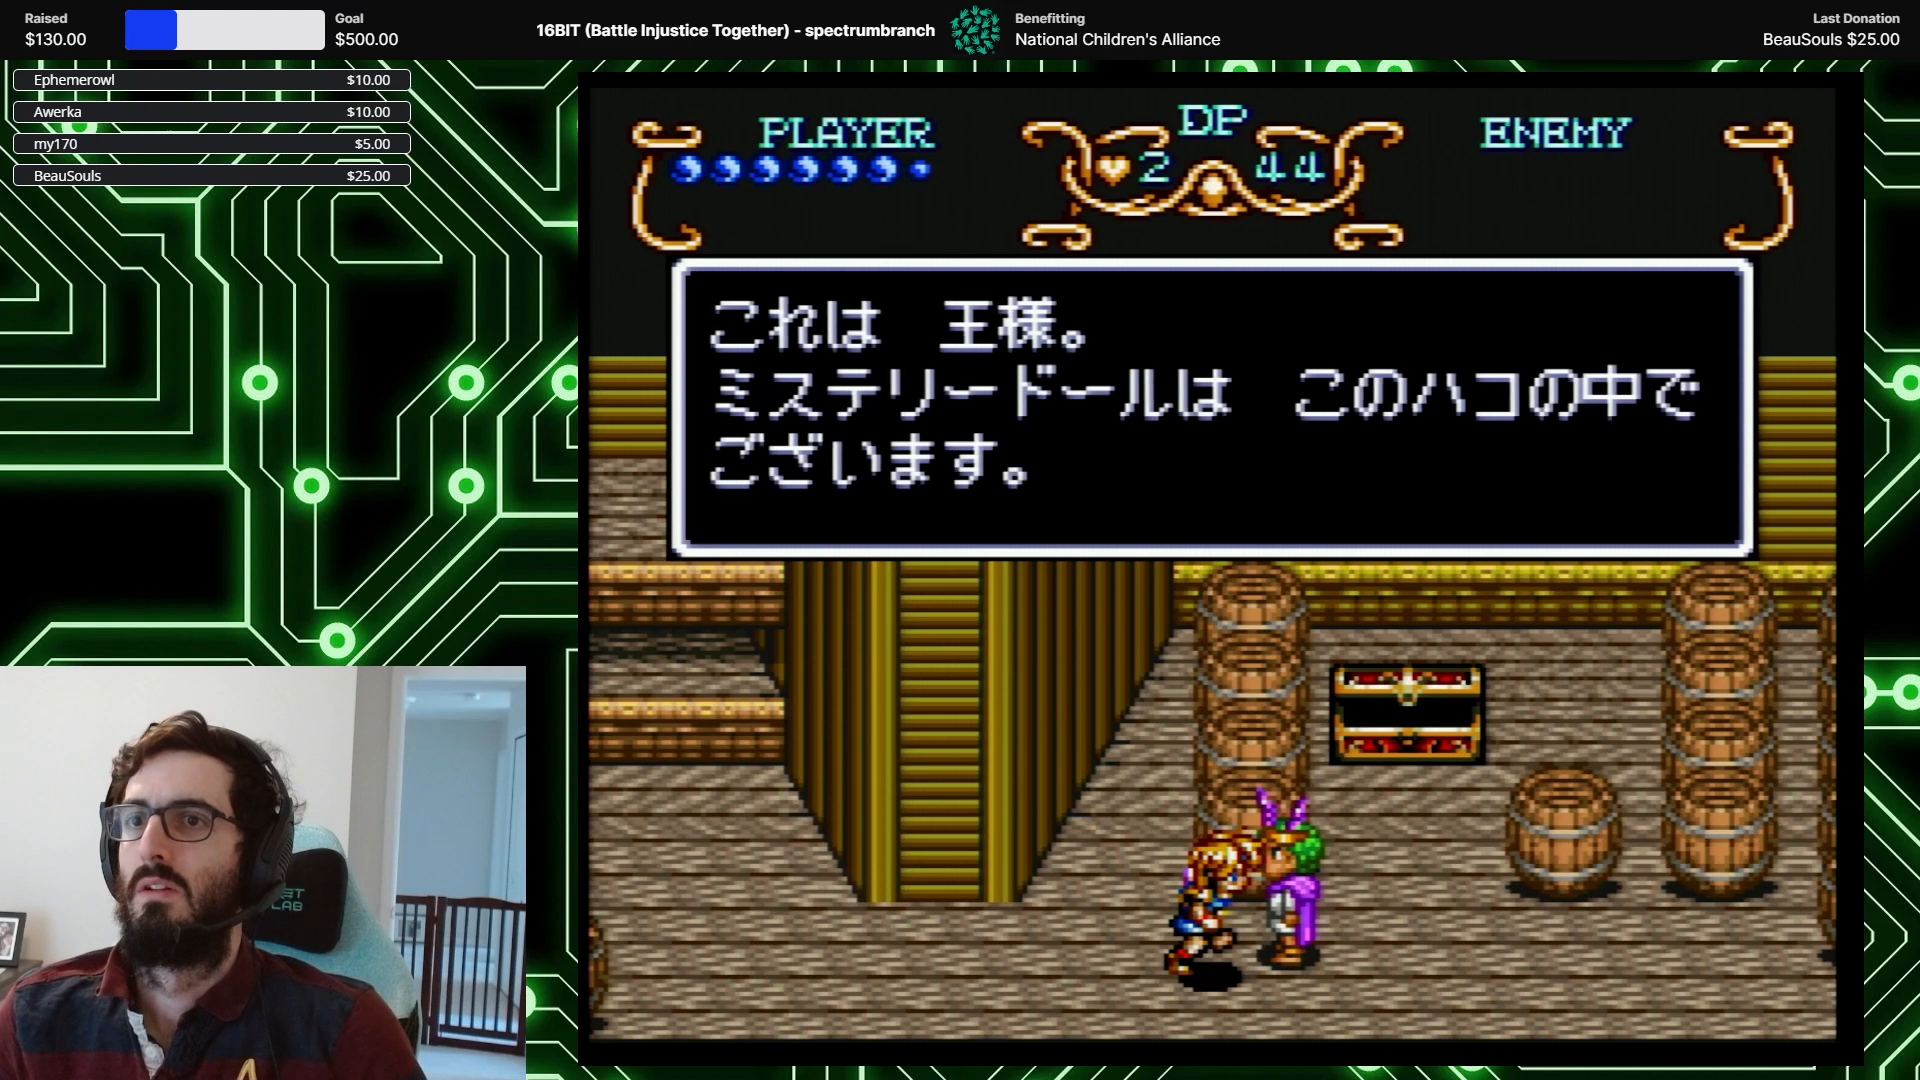 Raised
$130.00
Goal
$500.00
16BIT (Battle Injustice Together) - spectrumbranch
Benefitting
National Children's Alliance
Last Donation
BeauSouls $25.00
Ephemerowl $10.00
Awerka $10.00
my170 $5.00
BeauSouls $25.00
PLAYER
DP
ENEMY
2 44
これは 王様。
ミステリードールは このハコの中で
ございます。